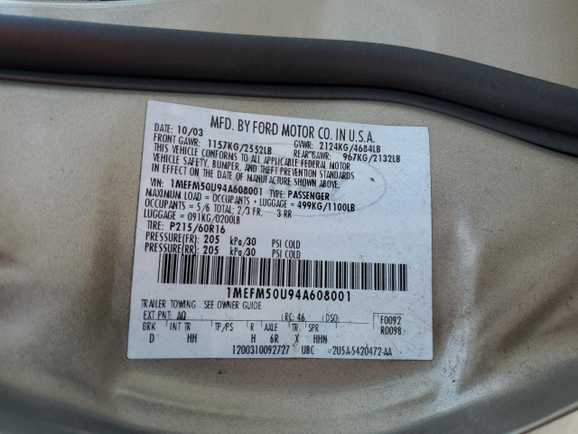 MFD. BY FORD MOTOR CO. IN U.S.A.
DATE: 10/03 GVWR: 2124KG/4684LB
FRONT GAWR: 1157KG/2552LB REAR GAWR: 967KG/2132LB
THIS VEHICLE CONFORMS TO ALL APPLICABLE FEDERAL MOTOR
VEHICLE SAFETY, BUMPER, AND THEFT PREVENTION STANDARDS
IN EFFECT ON THE DATE OF MANUFACTURE SHOWN ABOVE.
VIN: 1MEFM50U94A608001 TYPE: PASSENGER
MAXIMUM LOAD = OCCUPANTS + LUGGAGE = 499KG/1100LB
OCCUPANTS = 5/6 TOTAL; 2/3 FR. 3 RR
LUGGAGE = 091KG/0200LB
TIRE: P215/60R16
PRESSURE(FR): 205 kPa/30 PSI COLD
PRESSURE(RR): 205 kPa/30 PSI COLD
1MEFM50U94A608001
TRAILER TOWING - SEE OWNER GUIDE
EXT PNT: AQ RC: 46 DSO: F0092
BRK INT TR TP/PS R AXLE TR SPR R0098
D HH H 6R X HHN
1200310092727 UBC 2U5A-5420472-AA